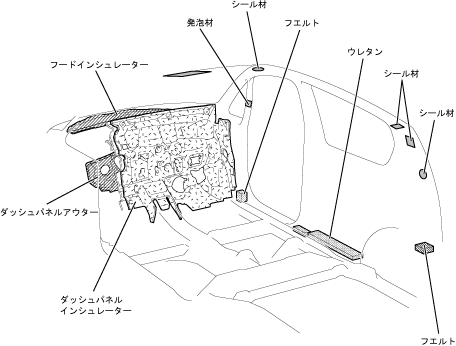 シール材
発泡材
フエルト
ウレタン
フードインシュレーター
シール材
シール材
ダッシュパネルアウター
ダッシュパネル
インシュレーター
フエルト